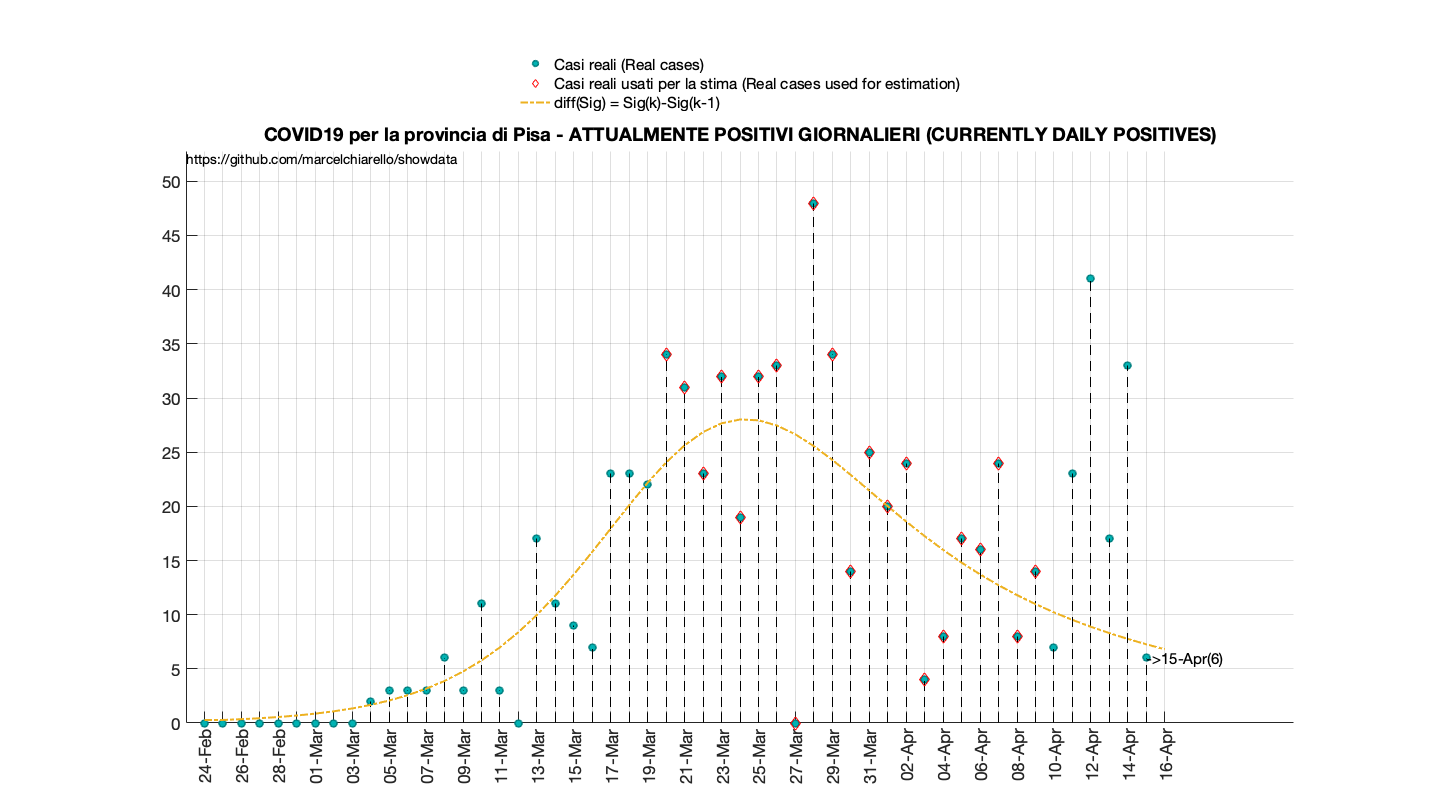 Casi reali (Real cases)
Casi reali usati per la stima (Real cases used for estimation)
diff(Sig) = Sig(k)-Sig(k-1)
COVID19 per la provincia di Pisa - ATTUALMENTE POSITIVI GIORNALIERI (CURRENTLY DAILY POSITIVES)
https://github.com/marcelchiarello/showdata
50
45
40
35
30
25
20
15
10
5
0
->15-Apr(6)
24-Feb
26-Feb
28-Feb
01-Mar
03-Mar
05-Mar
07-Mar
09-Mar
11-Mar
13-Mar
15-Mar
17-Mar
19-Mar
21-Mar
23-Mar
25-Mar
27-Mar
29-Mar
31-Mar
02-Apr
04-Apr
06-Apr
08-Apr
10-Apr
12-Apr
14-Apr
16-Apr